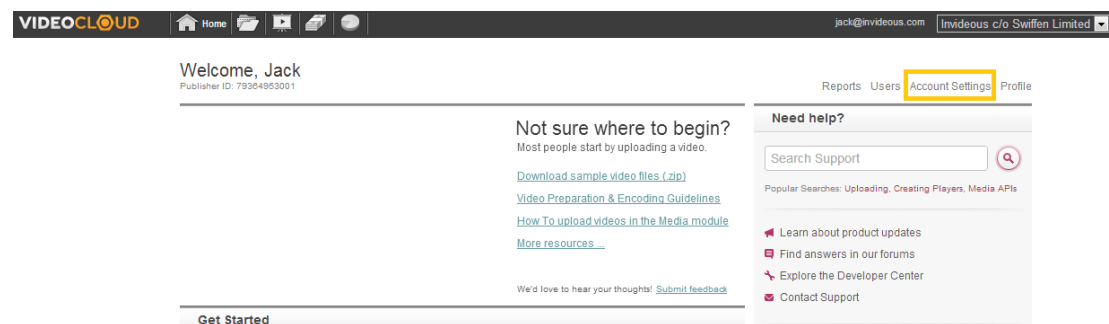 VIDEOCLOUD Home jack@invideous.com Invideous c/o Swiffen Limited
Welcome, Jack
Publisher ID: 79364953001
Reports Users Account Settings Profile
Not sure where to begin?
Most people start by uploading a video.
Download sample video files (.zip)
Video Preparation & Encoding Guidelines
How To upload videos in the Media module
More resources ...
We'd love to hear your thoughts! Submit feedback
Get Started
Need help?
Search Support
Popular Searches: Uploading, Creating Players, Media APIs
Learn about product updates
Find answers in our forums
Explore the Developer Center
Contact Support